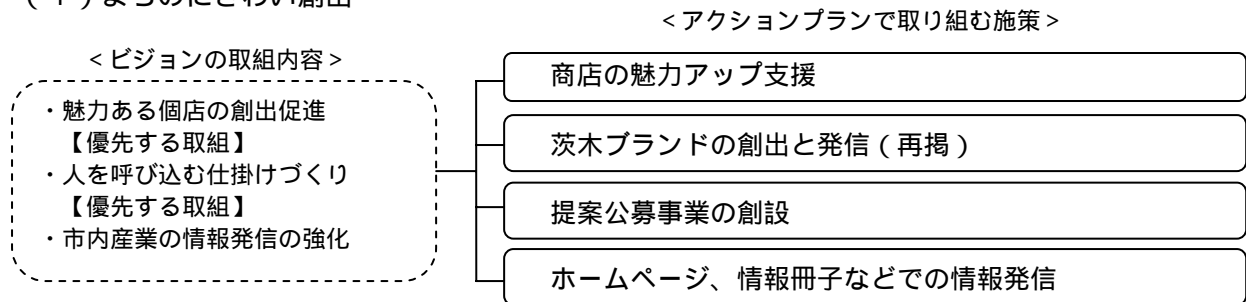 まちのにぎわい創出
＜アクションプランで取り組む施策＞
＜ビジョンの取組内容＞
・魅力ある個店の創出促進
【優先する取組】
・人を呼び込む仕掛けづくり
【優先する取組】
・市内産業の情報発信の強化
商店の魅力アップ支援
茨木ブランドの創出と発信（再掲）
提案公募事業の創設
ホームページ、情報冊子などでの情報発信